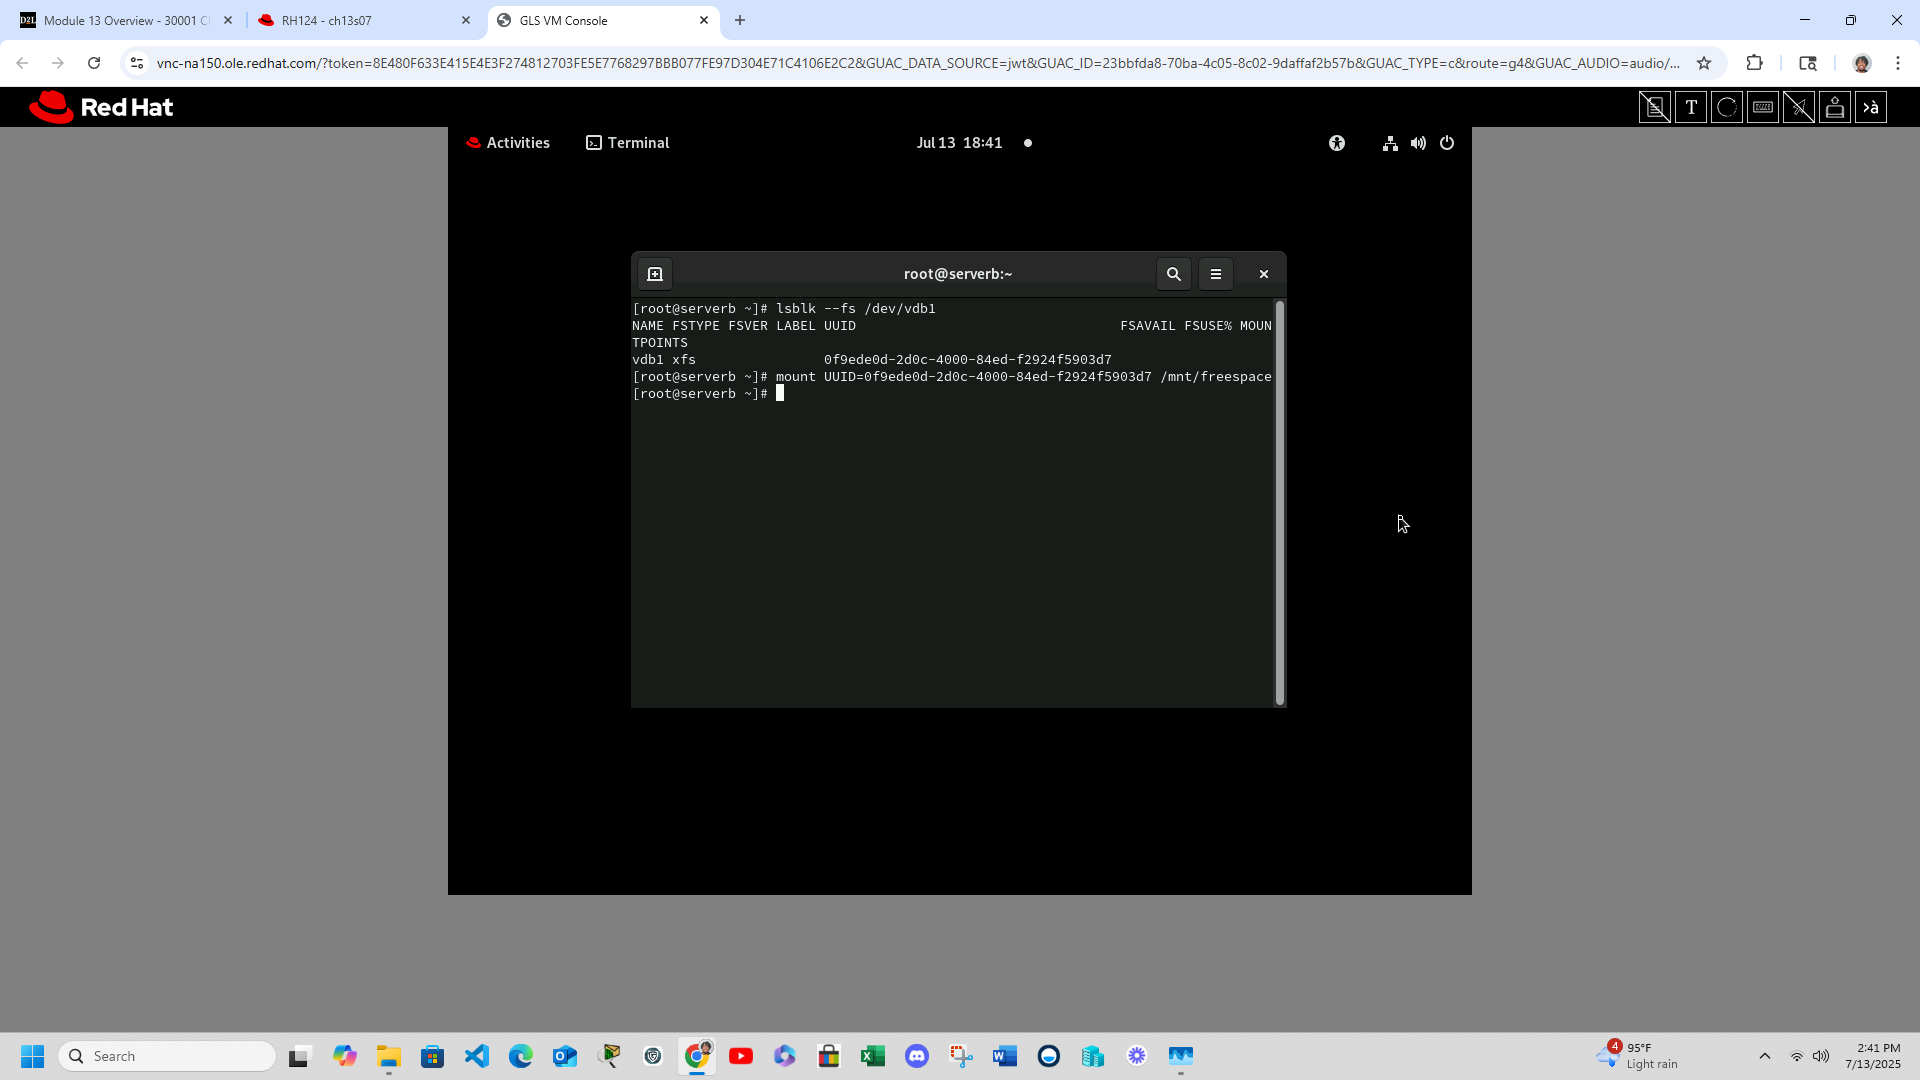 D2L Module 13 Overview - 30001 C
RH124 - ch13s07
GLS VM Console
vnc-na150.ole.redhat.com/?token=8E480F633E415E4E3F274812703FE5E7768297BBB077FE97D304E71C4106E2C2&GUAC_DATA_SOURCE=jwt&GUAC_ID=23bbfda8-70ba-4c05-8c02-9daffaf2b57b&GUAC_TYPE=c&route=g4&GUAC_AUDIO=audio/...
Red Hat
T
›à
Activities
Terminal
Jul 13 18:41
root@serverb:~
[root@serverb ~]# lsblk --fs /dev/vdb1
NAME FSTYPE FSVER LABEL UUID                                 FSAVAIL FSUSE% MOUN
TPOINTS
vdb1 xfs                0f9ede0d-2d0c-4000-84ed-f2924f5903d7
[root@serverb ~]# mount UUID=0f9ede0d-2d0c-4000-84ed-f2924f5903d7 /mnt/freespace
[root@serverb ~]#
Search
4
95°F
Light rain
2:41 PM
7/13/2025